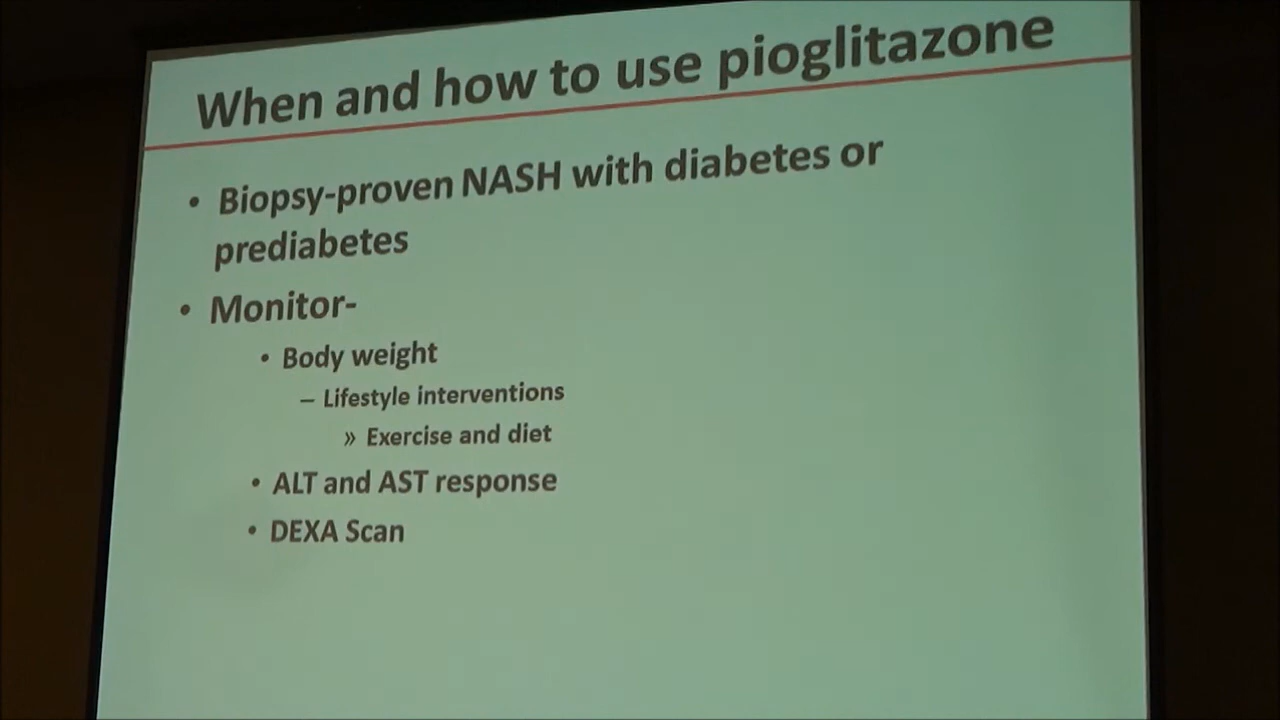 When and how to use pioglitazone
• Biopsy-proven NASH with diabetes or
prediabetes
• Monitor-
• Body weight
– Lifestyle interventions
» Exercise and diet
• ALT and AST response
• DEXA Scan